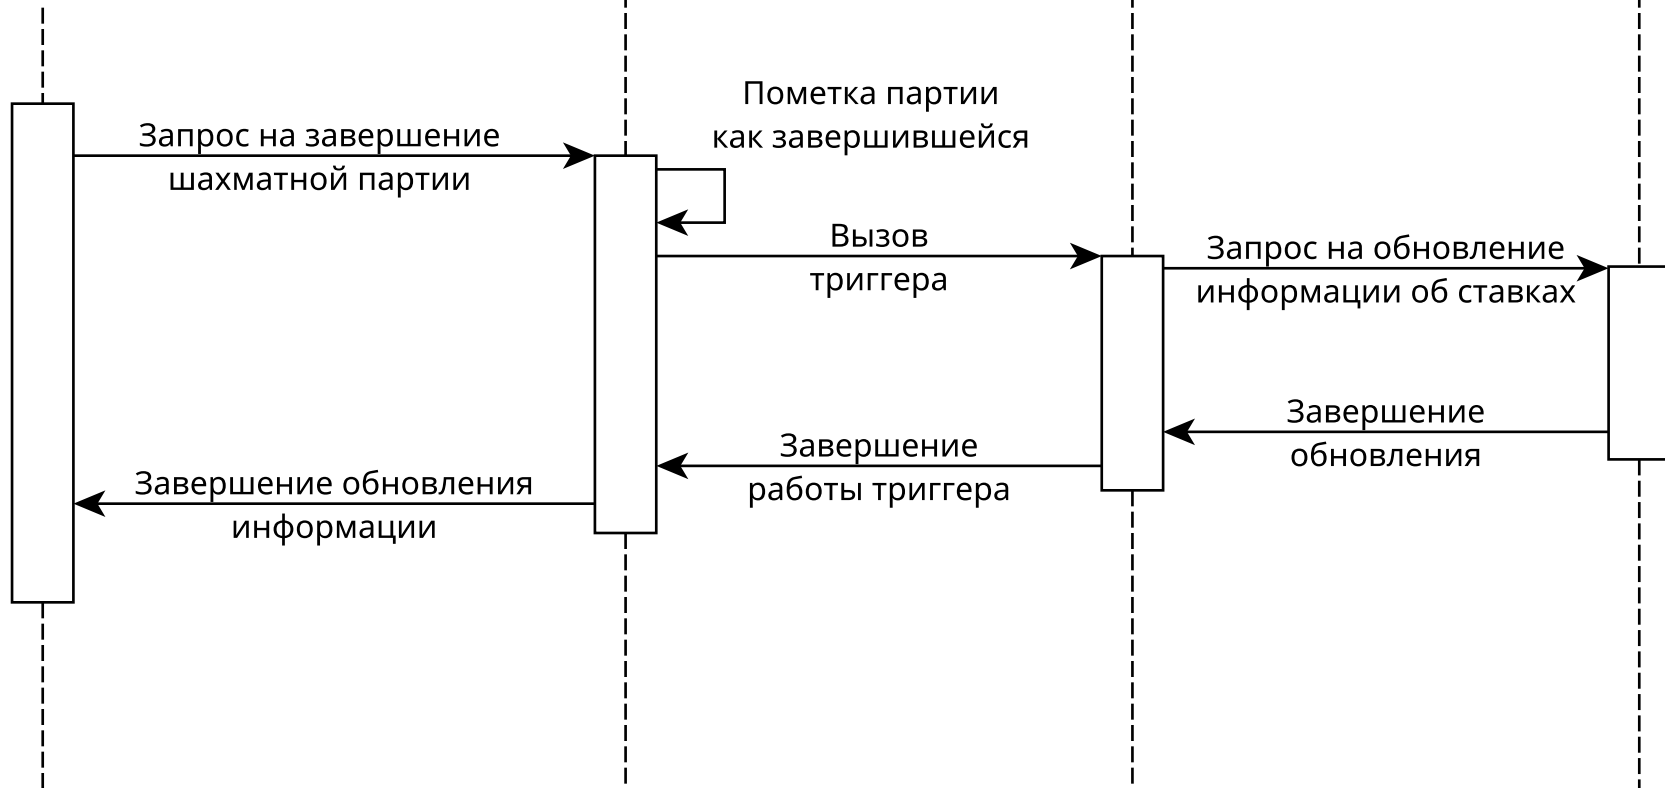 Пометка партии
как завершившейся
Запрос на завершение
шахматной партии
Вызов
триггера
Запрос на обновление
информации об ставках
Завершение
обновления
Завершение
работы триггера
Завершение обновления
информации